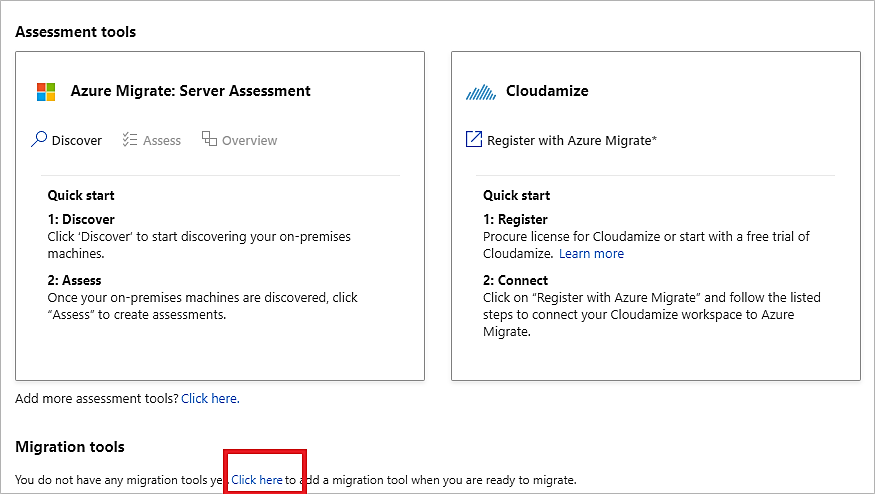 Assessment tools
Azure Migrate: Server Assessment
Discover Assess Overview
Quick start
1: Discover
Click ‘Discover’ to start discovering your on-premises
machines.
2: Assess
Once your on-premises machines are discovered, click
“Assess” to create assessments.
Cloudamize
Register with Azure Migrate*
Quick start
1: Register
Procure license for Cloudamize or start with a free trial of
Cloudamize. Learn more
2: Connect
Click on “Register with Azure Migrate” and follow the listed
steps to connect your Cloudamize workspace to Azure
Migrate.
Add more assessment tools? Click here.
Migration tools
You do not have any migration tools yet. Click here to add a migration tool when you are ready to migrate.